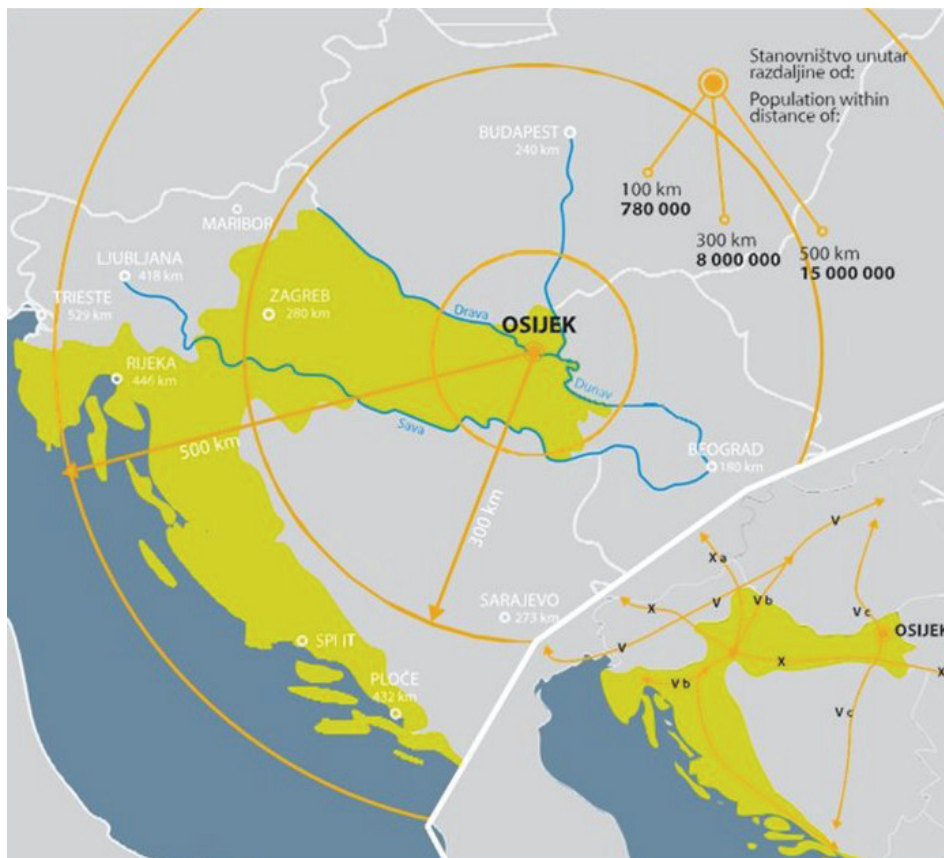 Stanovništvo unutar
razdaljine od:
Population within
distance of:
BUDAPEST
240 km
100 km
780 000
300 km
8 000 000
500 km
15 000 000
MARIBOR
LJUBLJANA
418 km
TRIESTE
529 km
ZAGREB
280 km
Drava
OSIJEK
RIJEKA
446 km
Dunav
Sava
500 km
BEOGRAD
180 km
300 km
SARAJEVO
273 km
SPLIT
PLOČE
432 km
V
X a
V
V b
X
V c
OSIJEK
V
X
X
V b
V c